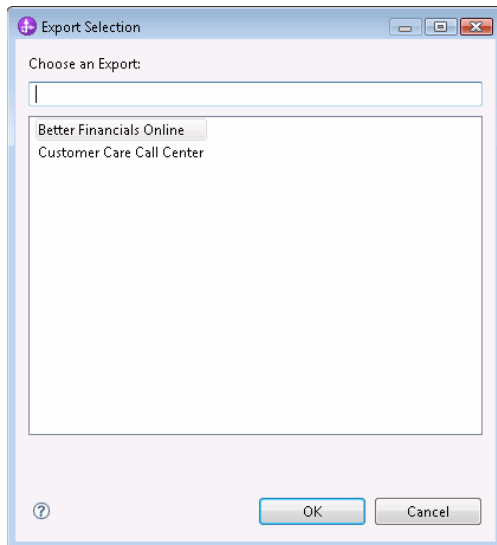 Export Selection
Choose an Export:
Better Financials Online
Customer Care Call Center
?
OK
Cancel